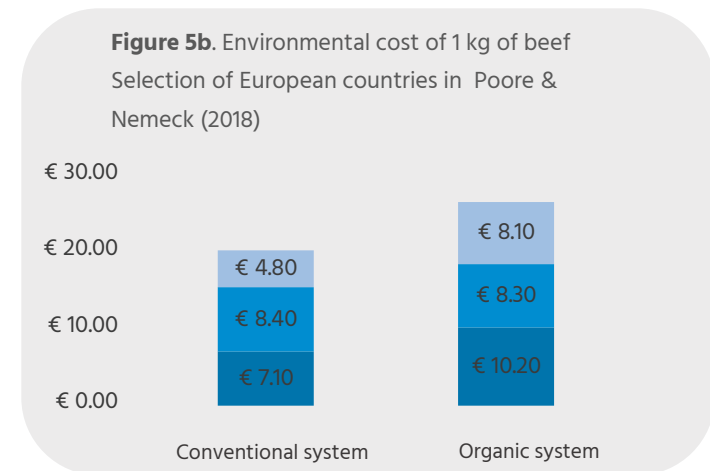 Figure 5b. Environmental cost of 1 kg of beef
Selection of European countries in Poore &
Nemeck (2018)
€ 30.00
€ 20.00
€ 10.00
€ 0.00
€ 4.80
€ 8.40
€ 7.10
€ 8.10
€ 8.30
€ 10.20
Conventional system
Organic system